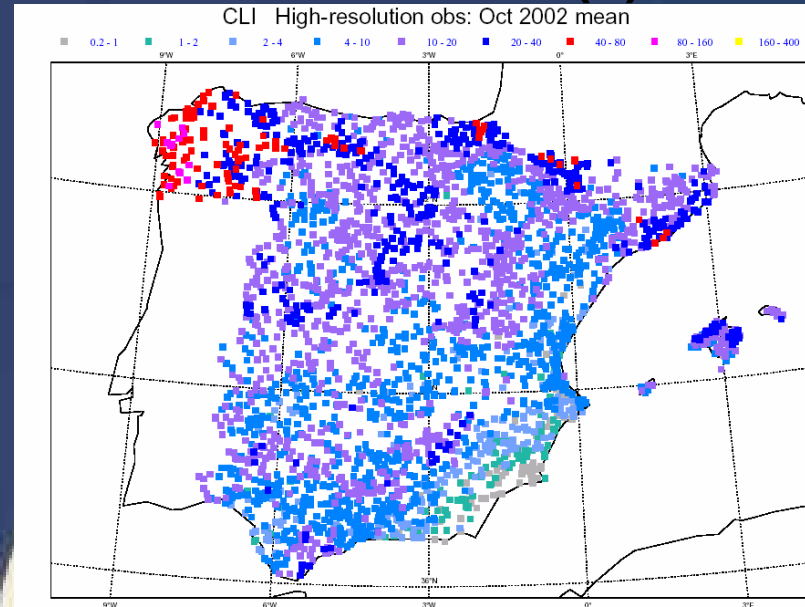 CLI High-resolution obs: Oct 2002 mean
0.2 - 1 1 - 2 2 - 4 4 - 10 10 - 20 20 - 40 40 - 80 80 - 160 160 - 400
9°W 6°W 3°W 0° 3°E
36°N
9°W 6°W 3°W 0° 3°E